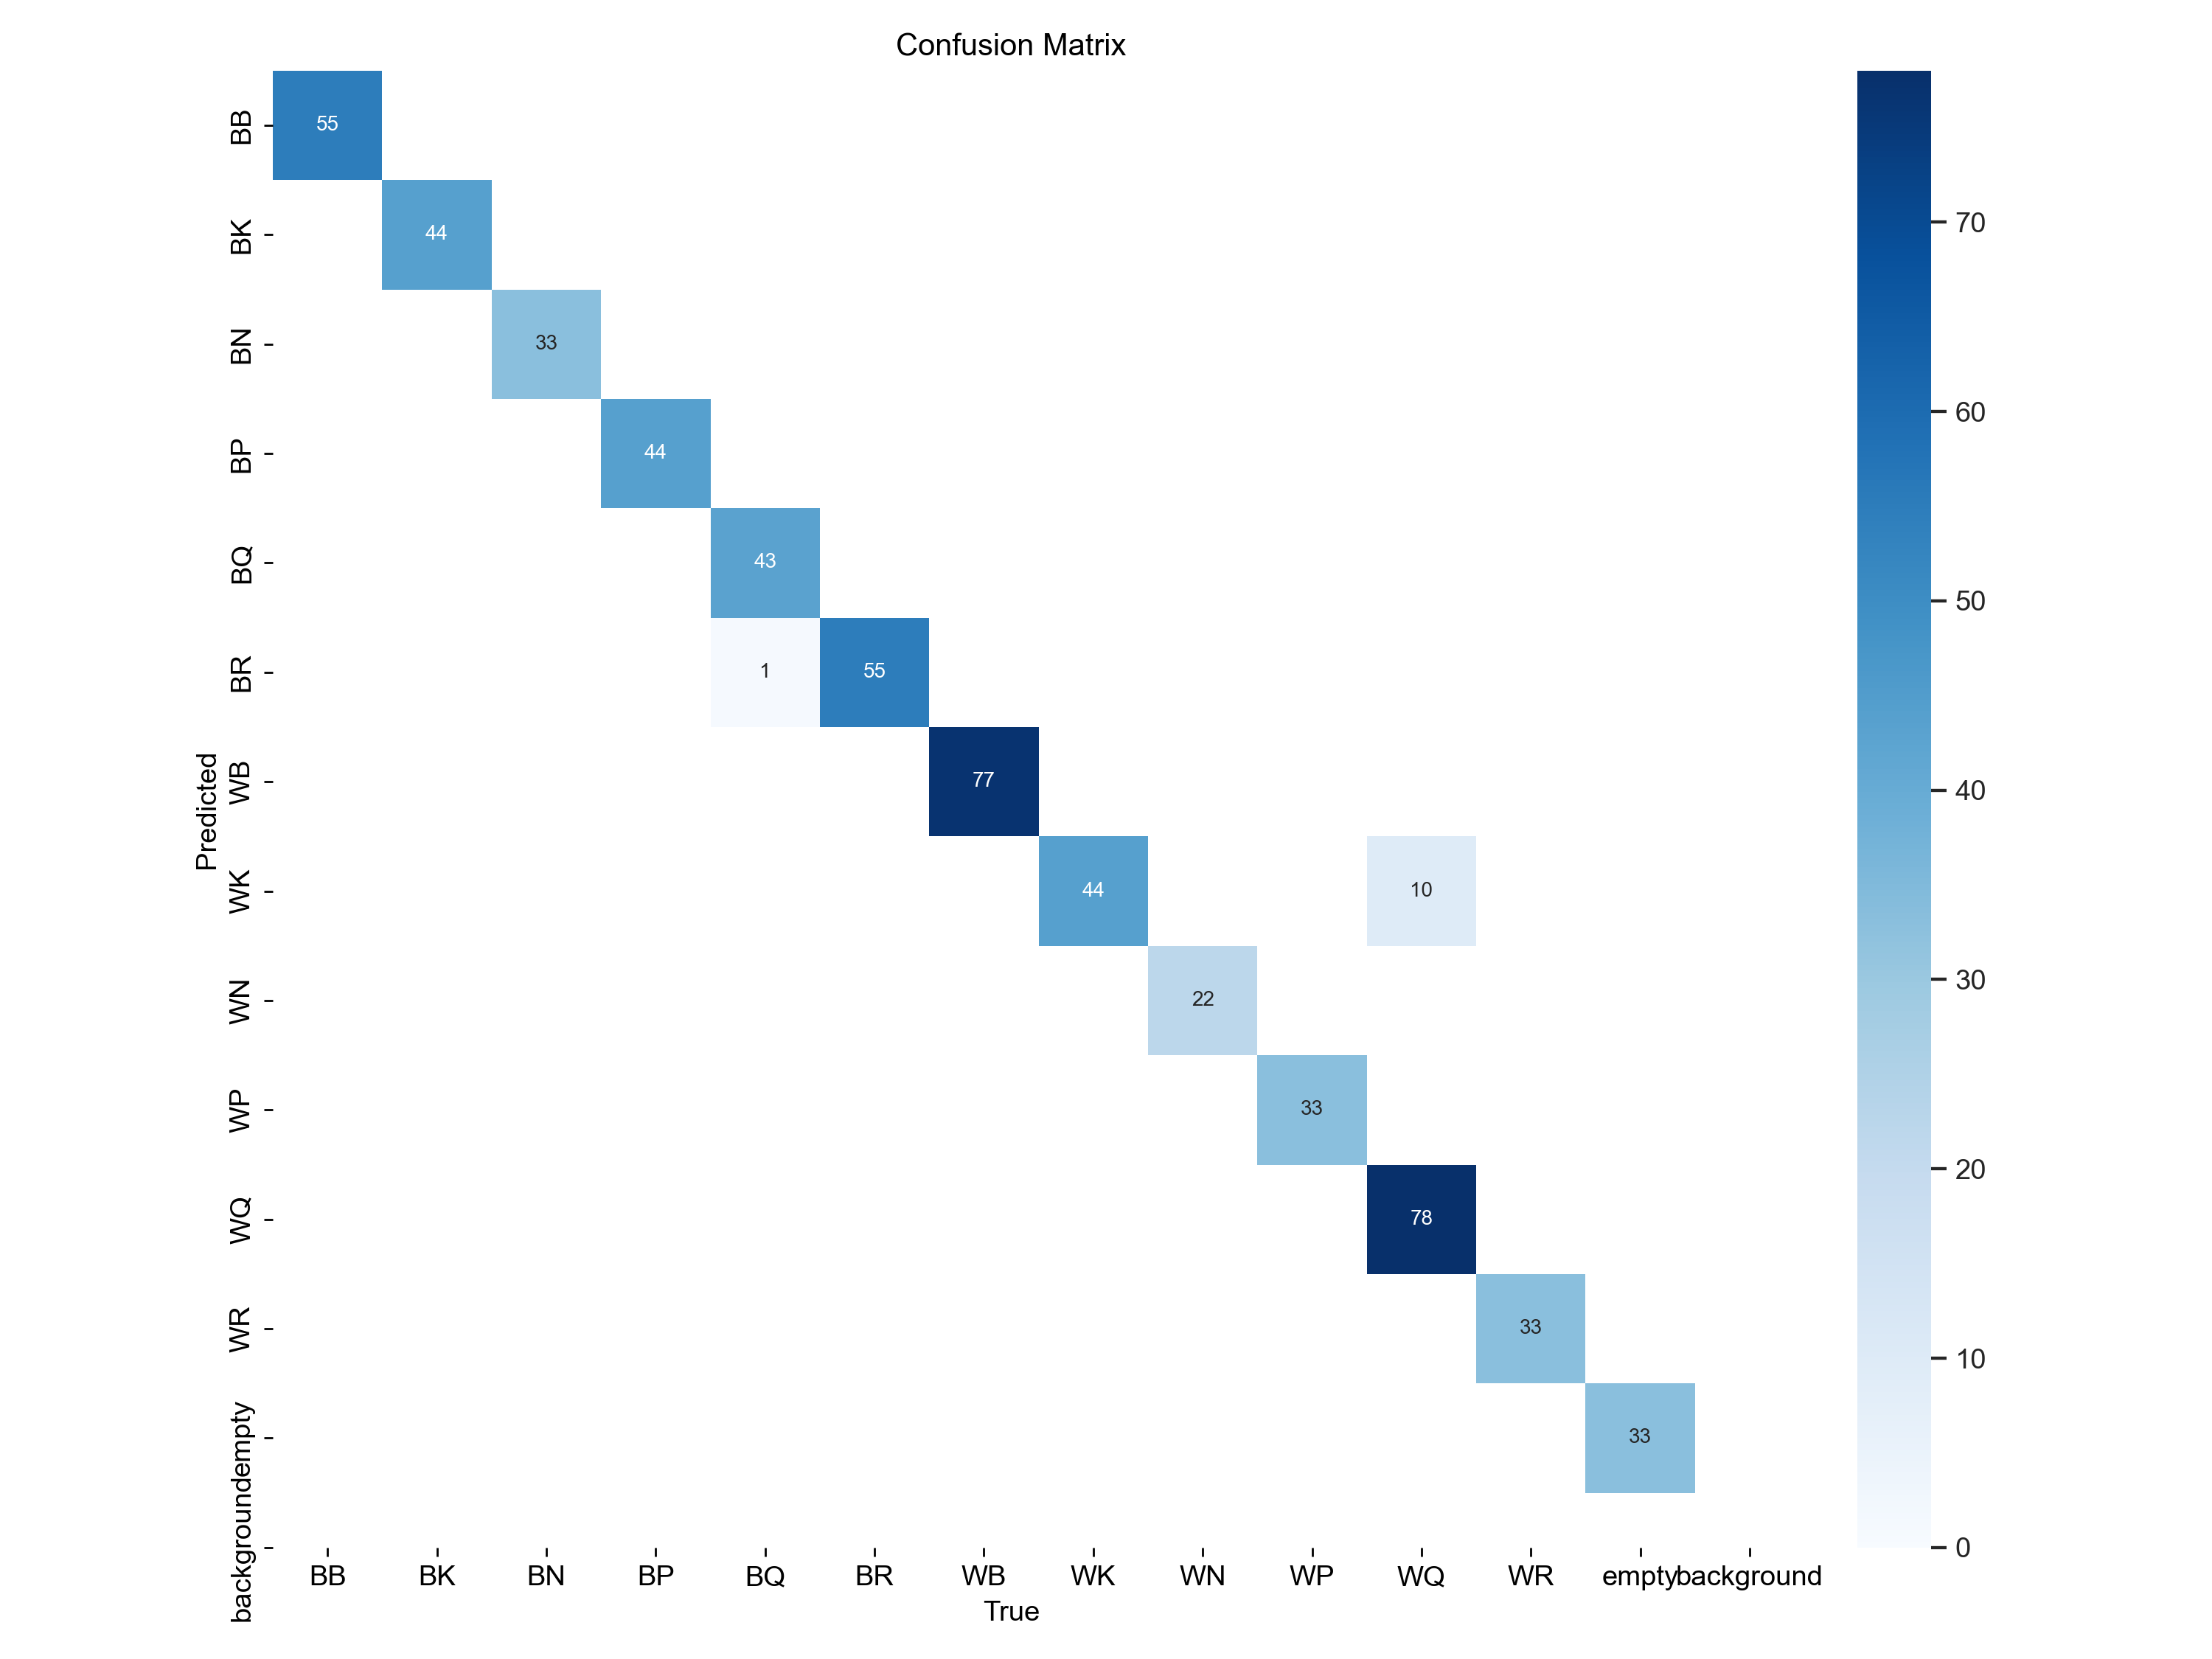 Confusion Matrix
BB
55
BK
44
BN
33
BP
44
BQ
43
BR
1 55
WB
77
WK
44 10
WN
22
WP
33
WQ
78
WR
33
empty
33
background
Predicted
BB BK BN BP BQ BR WB WK WN WP WQ WR empty background
True
70
60
50
40
30
20
10
0